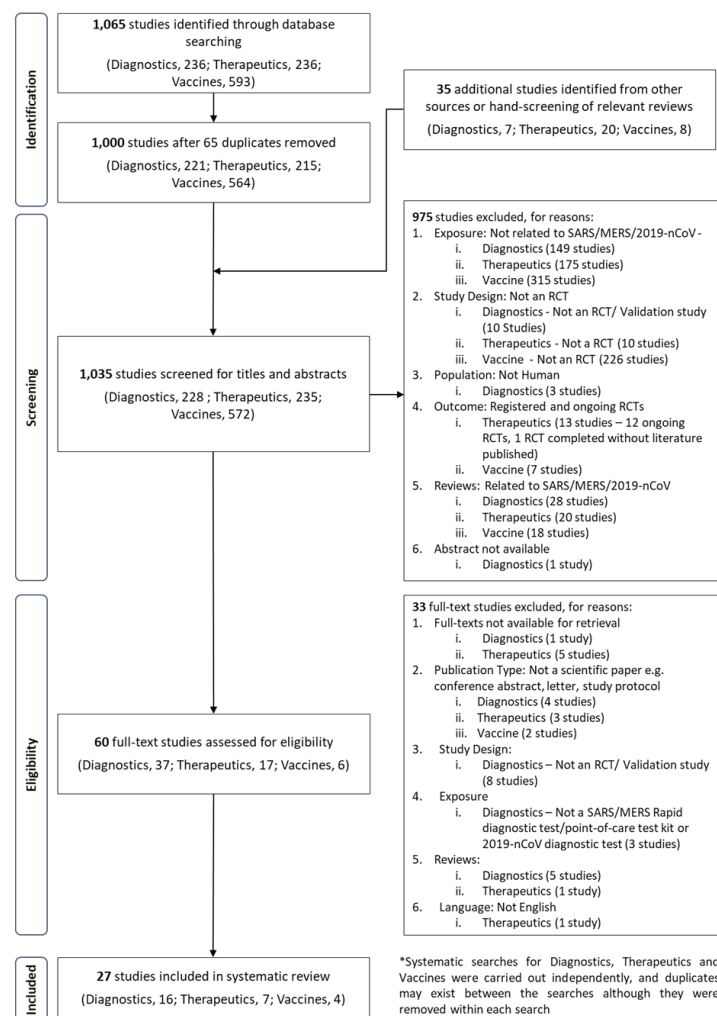 Identification
1,065 studies identified through database
searching
(Diagnostics, 236; Therapeutics, 236;
Vaccines, 593)
35 additional studies identified from other
sources or hand-screening of relevant reviews
(Diagnostics, 7; Therapeutics, 20; Vaccines, 8)
1,000 studies after 65 duplicates removed
(Diagnostics, 221; Therapeutics, 215;
Vaccines, 564)
Screening
975 studies excluded, for reasons:
1. Exposure: Not related to SARS/MERS/2019-nCoV -
i. Diagnostics (149 studies)
ii. Therapeutics (175 studies)
iii. Vaccine (315 studies)
2. Study Design: Not an RCT
i. Diagnostics - Not an RCT/ Validation study
(10 Studies)
ii. Therapeutics - Not a RCT (10 studies)
iii. Vaccine - Not an RCT (226 studies)
3. Population: Not Human
i. Diagnostics (3 studies)
4. Outcome: Registered and ongoing RCTs
i. Therapeutics (13 studies – 12 ongoing
RCTs, 1 RCT completed without literature
published)
ii. Vaccine (7 studies)
5. Reviews: Related to SARS/MERS/2019-nCoV
i. Diagnostics (28 studies)
ii. Therapeutics (20 studies)
iii. Vaccine (18 studies)
6. Abstract not available
i. Diagnostics (1 study)
1,035 studies screened for titles and abstracts
(Diagnostics, 228 ; Therapeutics, 235;
Vaccines, 572)
Eligibility
33 full-text studies excluded, for reasons:
1. Full-texts not available for retrieval
i. Diagnostics (1 study)
ii. Therapeutics (5 studies)
2. Publication Type: Not a scientific paper e.g.
conference abstract, letter, study protocol
i. Diagnostics (4 studies)
ii. Therapeutics (3 studies)
iii. Vaccine (2 studies)
3. Study Design:
i. Diagnostics – Not an RCT/ Validation study
(8 studies)
4. Exposure
i. Diagnostics – Not a SARS/MERS Rapid
diagnostic test/point-of-care test kit or
2019-nCoV diagnostic test (3 studies)
5. Reviews:
i. Diagnostics (5 studies)
ii. Therapeutics (1 study)
6. Language: Not English
i. Therapeutics (1 study)
60 full-text studies assessed for eligibility
(Diagnostics, 37; Therapeutics, 17; Vaccines, 6)
Included
27 studies included in systematic review
(Diagnostics, 16; Therapeutics, 7; Vaccines, 4)
*Systematic searches for Diagnostics, Therapeutics and
Vaccines were carried out independently, and duplicates
may exist between the searches although they were
removed within each search